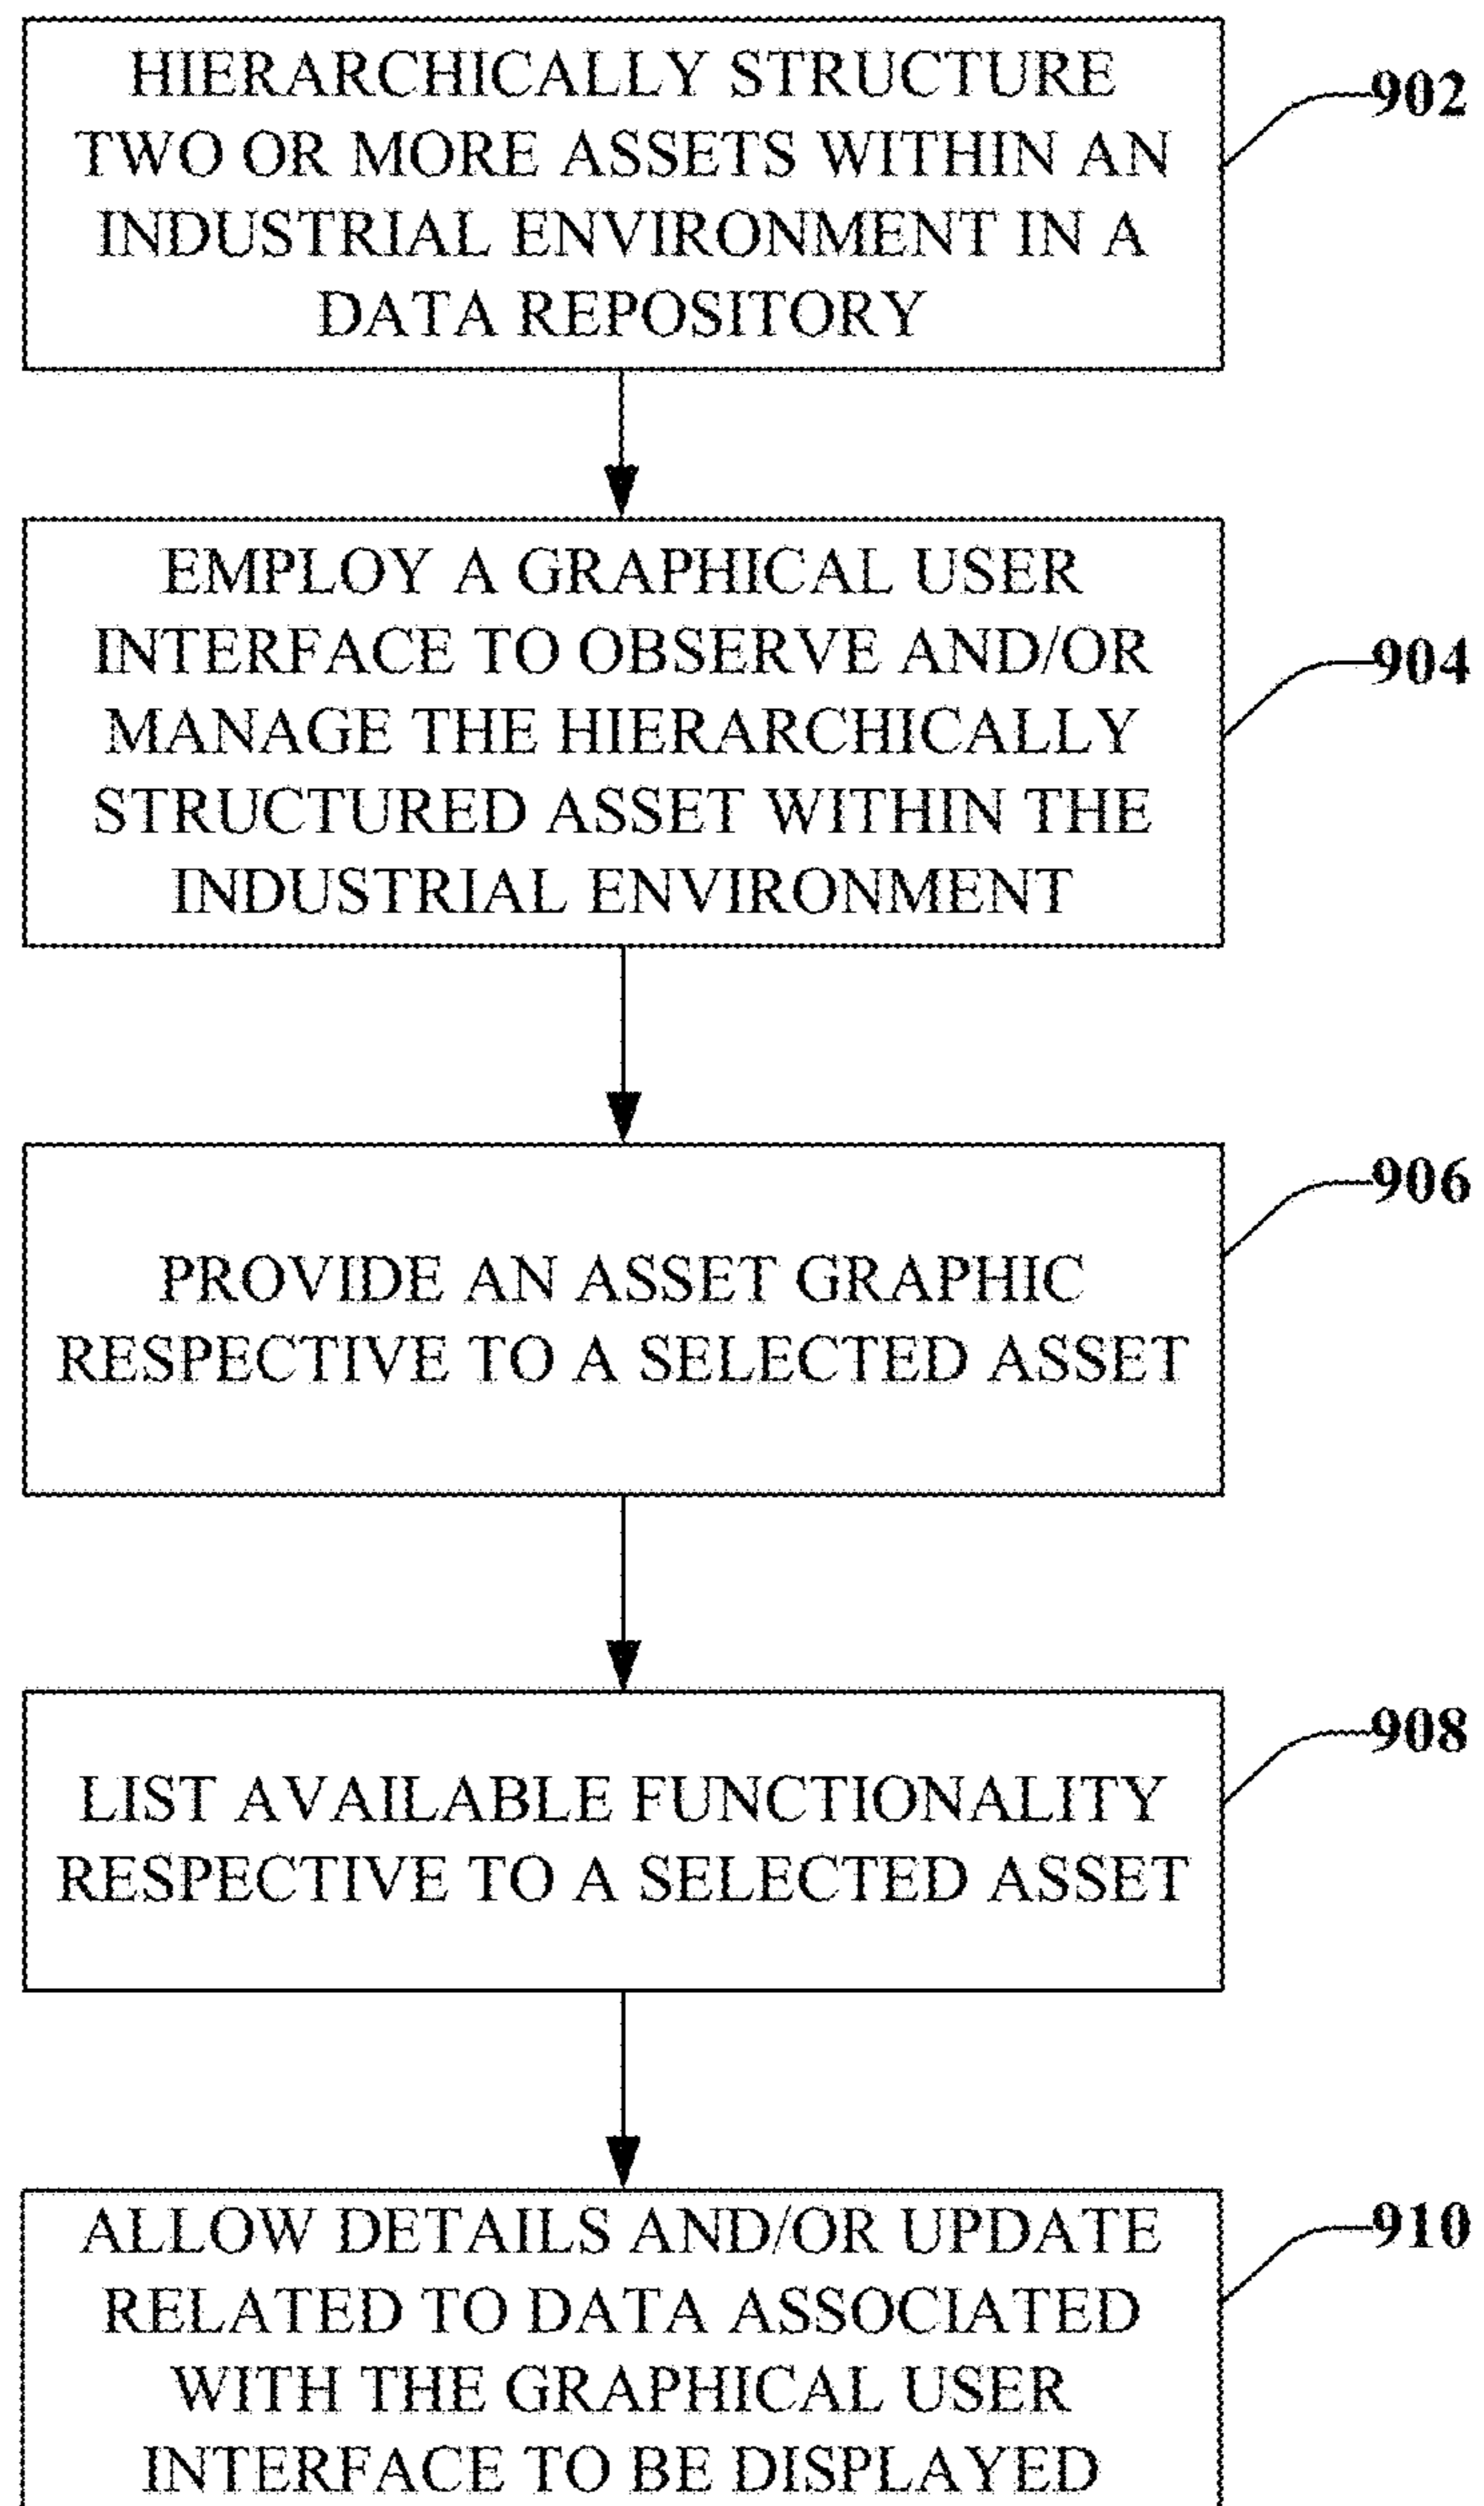 HIERARCHICALLY STRUCTURE
TWO OR MORE ASSETS WITHIN AN
INDUSTRIAL ENVIRONMENT IN A
DATA REPOSITORY
902
EMPLOY A GRAPHICAL USER
INTERFACE TO OBSERVE AND/OR
MANAGE THE HIERARCHICALLY
STRUCTURED ASSET WITHIN THE
INDUSTRIAL ENVIRONMENT
904
PROVIDE AN ASSET GRAPHIC
RESPECTIVE TO A SELECTED ASSET
906
LIST AVAILABLE FUNCTIONALITY
RESPECTIVE TO A SELECTED ASSET
908
ALLOW DETAILS AND/OR UPDATE
RELATED TO DATA ASSOCIATED
WITH THE GRAPHICAL USER
INTERFACE TO BE DISPLAYED
910